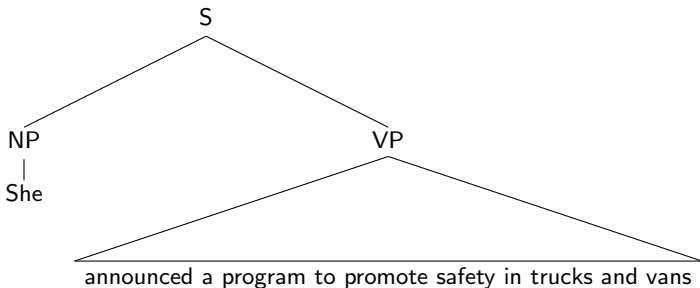 S
NP VP
She
announced a program to promote safety in trucks and vans